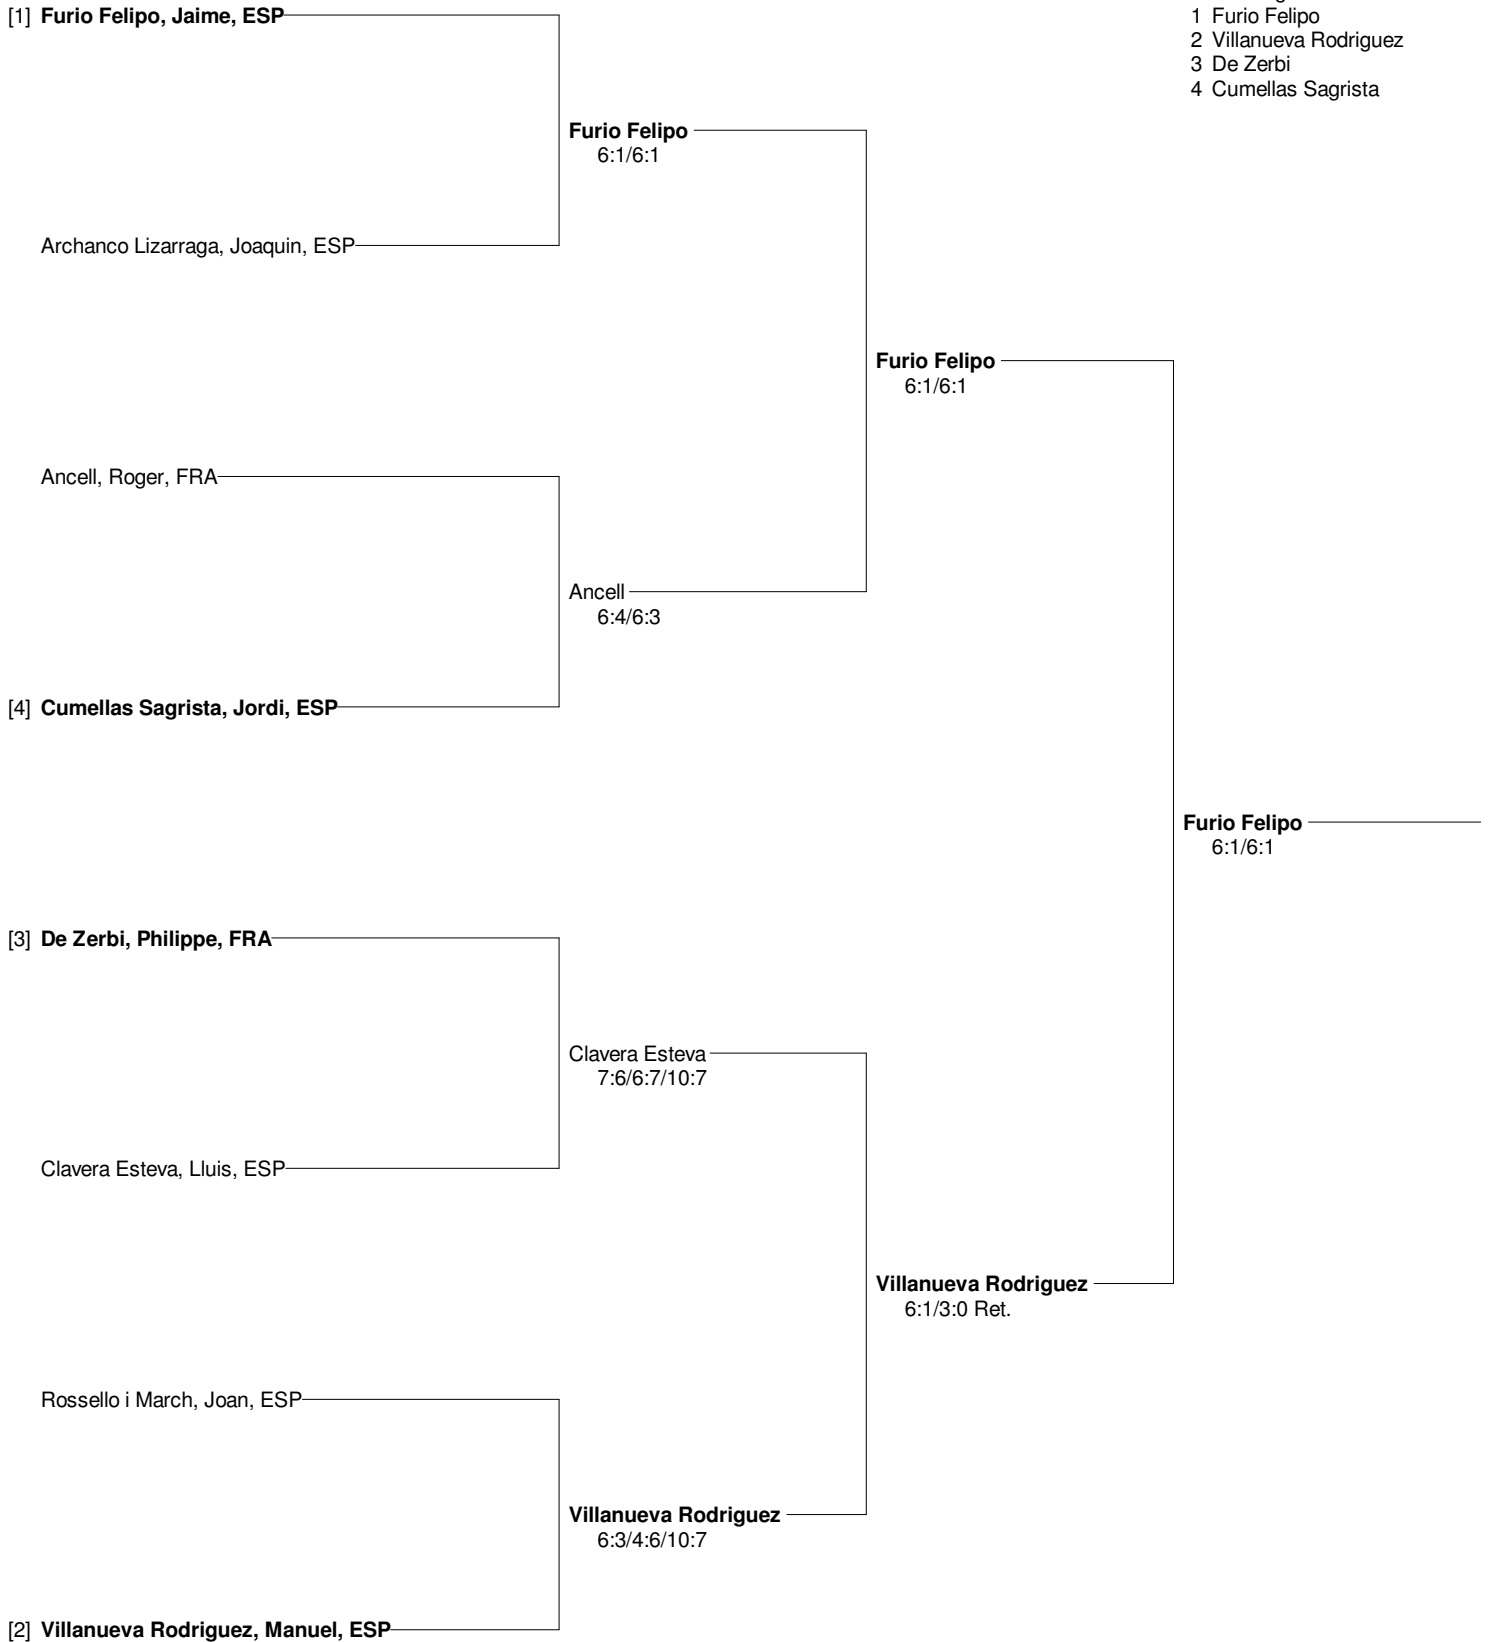 [1] Furio Felipo, Jaime, ESP
1 Furio Felipo
2 Villanueva Rodriguez
3 De Zerbi
4 Cumellas Sagrista
Furio Felipo
6:1/6:1
Archanco Lizarraga, Joaquin, ESP
Furio Felipo
6:1/6:1
Ancell, Roger, FRA
Ancell
6:4/6:3
[4] Cumellas Sagrista, Jordi, ESP
Furio Felipo
6:1/6:1
[3] De Zerbi, Philippe, FRA
Clavera Esteva
7:6/6:7/10:7
Clavera Esteva, Lluis, ESP
Villanueva Rodriguez
6:1/3:0 Ret.
Rossello i March, Joan, ESP
Villanueva Rodriguez
6:3/4:6/10:7
[2] Villanueva Rodriguez, Manuel, ESP